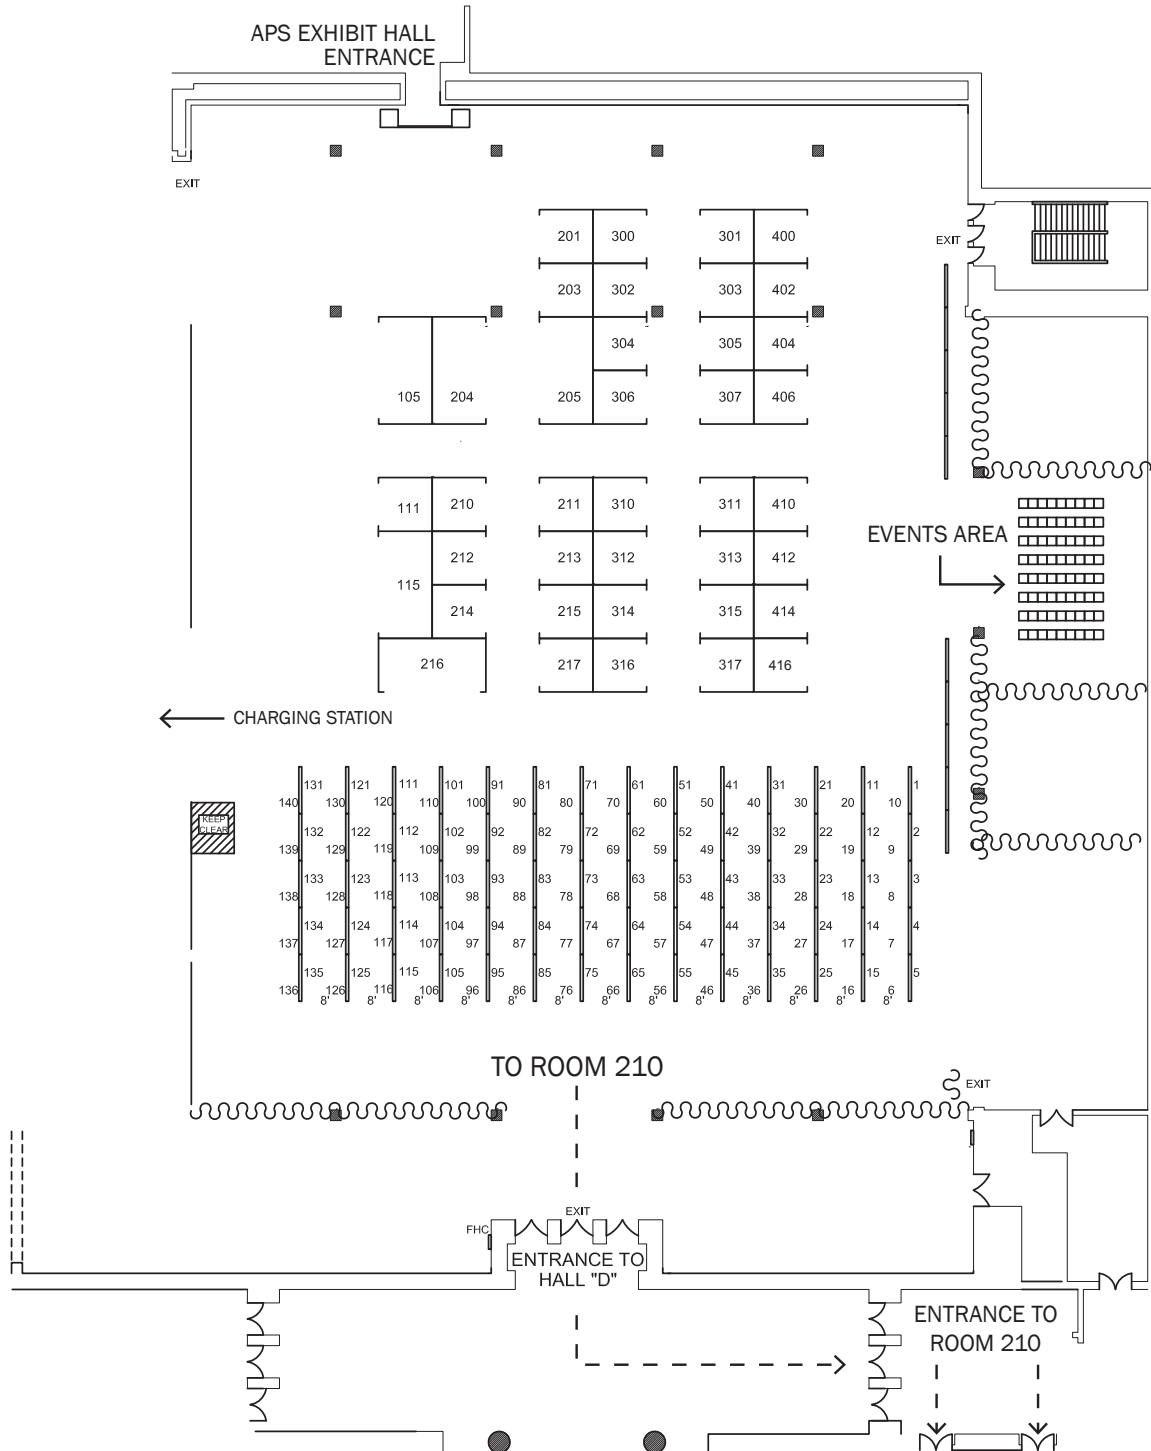 APS EXHIBIT HALL
ENTRANCE
EXIT
201 300 301 400
EXIT
203 302 303 402
304 305 404
105 204 205 306 307 406
111 210 211 310 311 410
EVENTS AREA
115 212 213 312 313 412
214 215 314 315 414
216 217 316 317 416
CHARGING STATION
131 121 111 101 91 81 71 61 51 41 31 21 11 1
140 130 120 110 100 90 80 70 60 50 40 30 20 10
KEEP
CLEAR
132 122 112 102 92 82 72 62 52 42 32 22 12 2
139 129 119 109 99 89 79 69 59 49 39 29 19 9
133 123 113 103 93 83 73 63 53 43 33 23 13 3
138 128 118 108 98 88 78 68 58 48 38 28 18 8
134 124 114 104 94 84 74 64 54 44 34 24 14 4
137 127 117 107 97 87 77 67 57 47 37 27 17 7
135 125 115 105 95 85 75 65 55 45 35 25 15 5
136 126 116 106 96 86 76 66 56 46 36 26 16 6
8' 8' 8' 8' 8' 8' 8' 8' 8' 8' 8' 8' 8'
TO ROOM 210
EXIT
EXIT
FHC
ENTRANCE TO
HALL "D"
ENTRANCE TO
ROOM 210